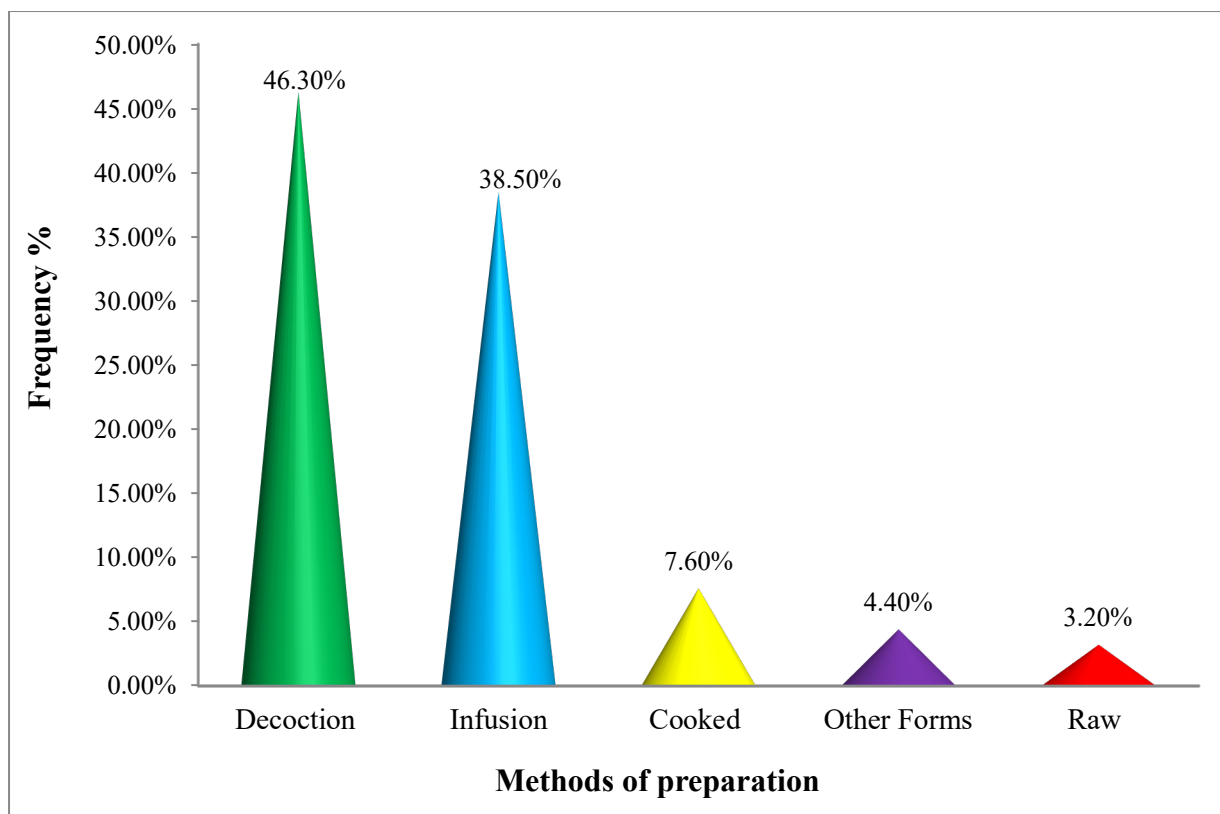 50.00%
45.00%
40.00%
35.00%
30.00%
25.00%
20.00%
15.00%
10.00%
5.00%
0.00%
Frequency %
46.30%
38.50%
7.60%
4.40%
3.20%
Decoction
Infusion
Cooked
Other Forms
Raw
Methods of preparation